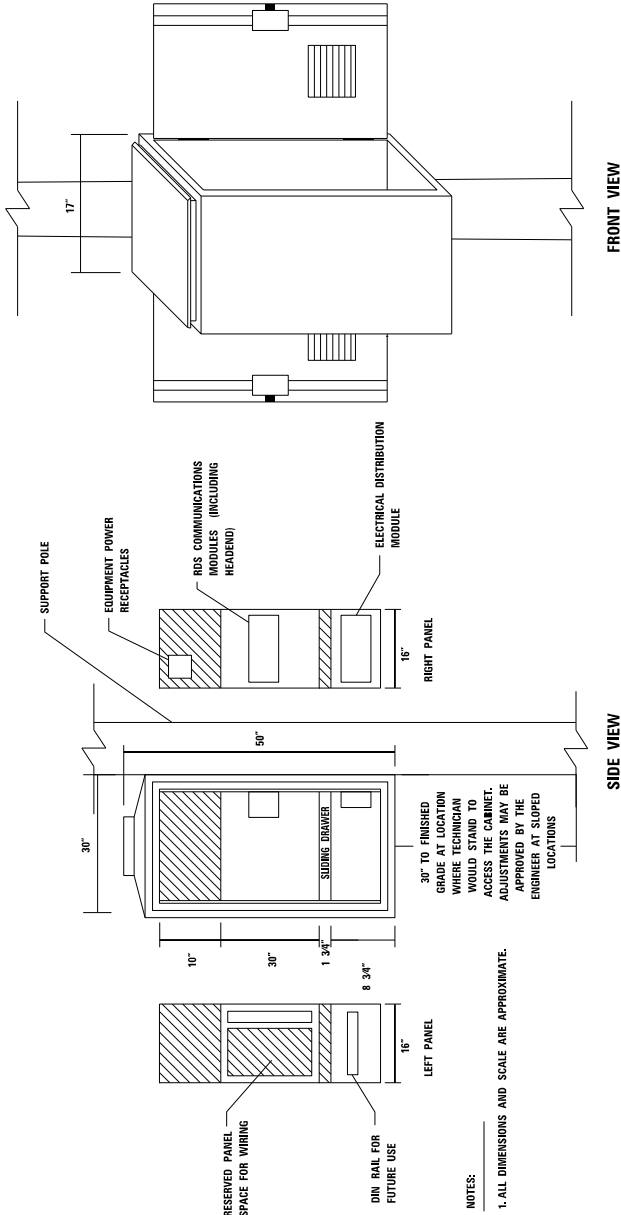 17"
FRONT VIEW
SUPPORT POLE
EQUIPMENT POWER
RECEPTACLES
RDS COMMUNICATIONS
MODULES (INCLUDING
HEADEND)
ELECTRICAL DISTRIBUTION
MODULE
16"
RIGHT PANEL
30"
50"
SLIDING DRAWER
10"
30"
1 3/4"
8 3/4"
30" TO FINISHED
GRADE AT LOCATION
WHERE TECHNICIAN
WOULD STAND TO
ACCESS THE CABINET.
ADJUSTMENTS MAY BE
APPROVED BY THE
ENGINEER AT SLOPED
LOCATIONS
SIDE VIEW
16"
LEFT PANEL
RESERVED PANEL
SPACE FOR WIRING
DIN RAIL FOR
FUTURE USE
NOTES:
1. ALL DIMENSIONS AND SCALE ARE APPROXIMATE.